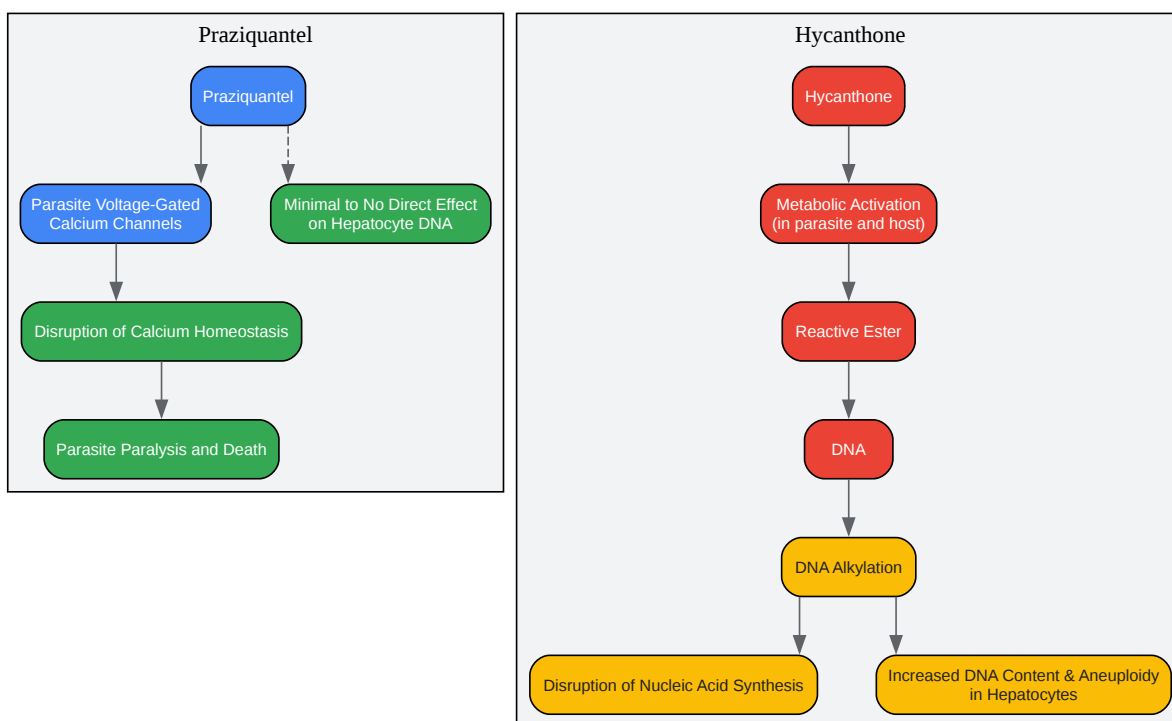 Praziquantel
Praziquantel
Parasite Voltage-Gated
Calcium Channels
Minimal to No Direct Effect
on Hepatocyte DNA
Disruption of Calcium Homeostasis
Parasite Paralysis and Death
Hycanthone
Hycanthone
Metabolic Activation
(in parasite and host)
Reactive Ester
DNA
DNA Alkylation
Disruption of Nucleic Acid Synthesis
Increased DNA Content & Aneuploidy
in Hepatocytes